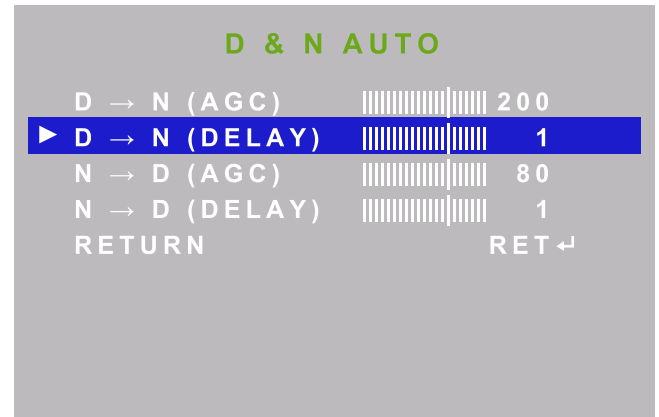 D & N AUTO
D → N (AGC) 200
► D → N (DELAY) 1
N → D (AGC) 80
N → D (DELAY) 1
RETURN RET↵